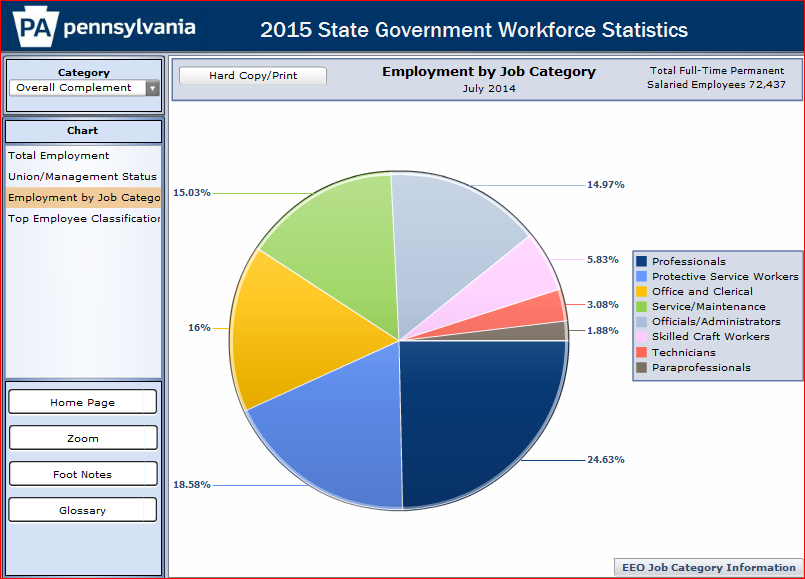 PA pennsylvania
2015 State Government Workforce Statistics
Category
Overall Complement
Chart
Total Employment
Union/Management Status
Employment by Job Catego
Top Employee Classification
Home Page
Zoom
Foot Notes
Glossary
Hard Copy/Print
Employment by Job Category
July 2014
Total Full-Time Permanent
Salaried Employees 72,437
15.03%
14.97%
5.83%
3.08%
1.88%
16%
18.58%
24.63%
Professionals
Protective Service Workers
Office and Clerical
Service/Maintenance
Officials/Administrators
Skilled Craft Workers
Technicians
Paraprofessionals
EEO Job Category Information